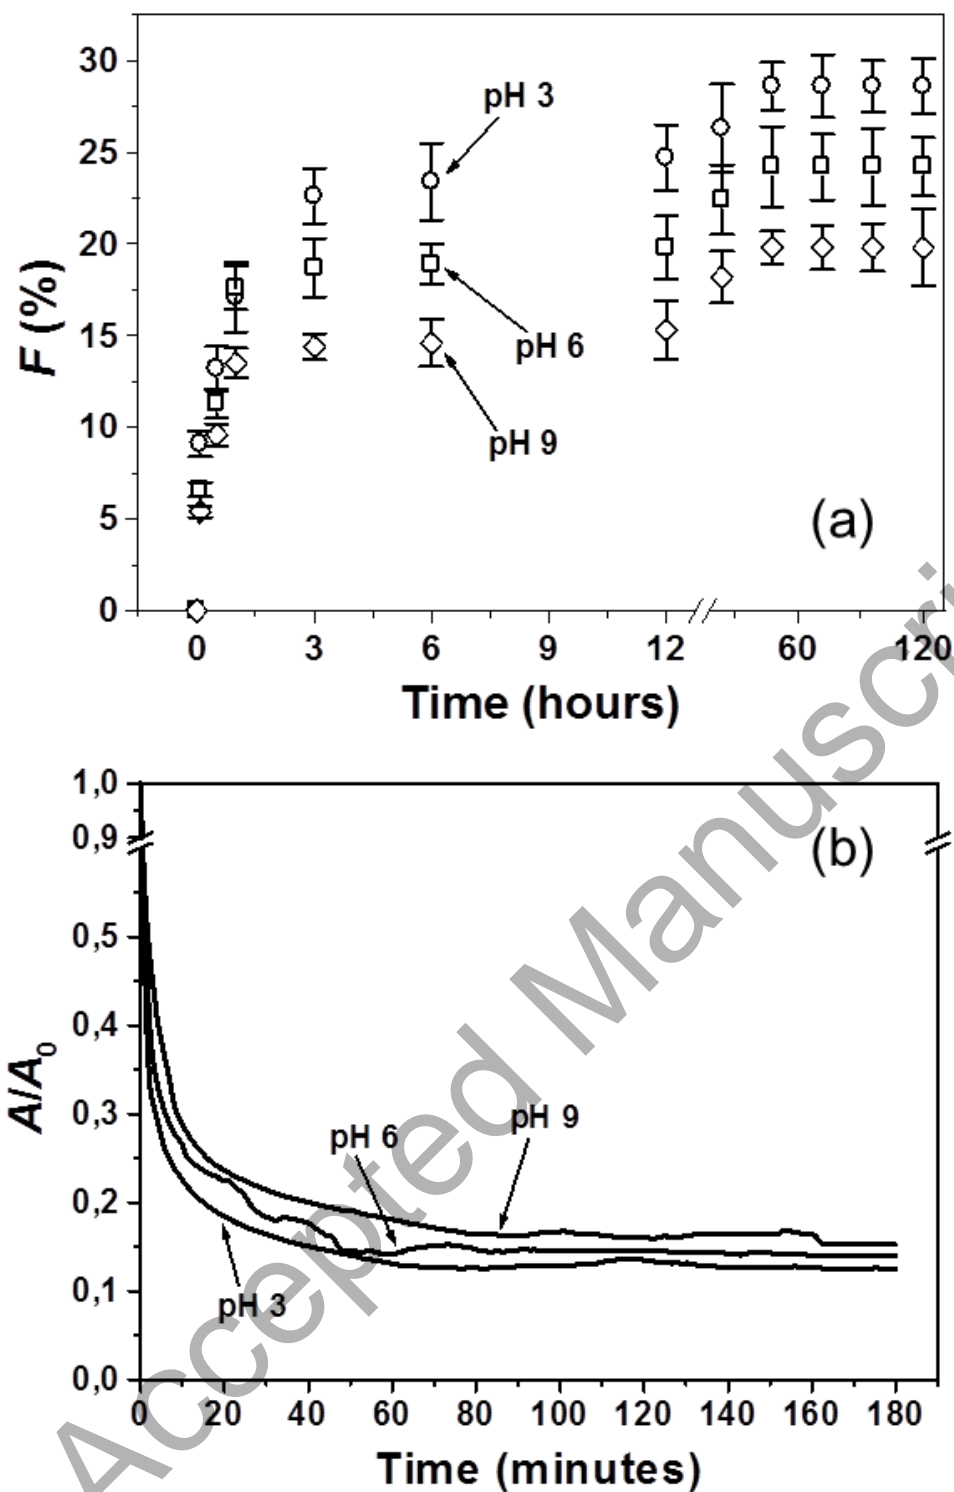 30
25
20
15
10
5
0
F (%)
pH 3
pH 6
pH 9
(a)
0 3 6 9 12 60 120
Time (hours)
1,0
0,9
0,5
0,4
0,3
0,2
0,1
0,0
A/A0
(b)
pH 9
pH 6
pH 3
0 20 40 60 80 100 120 140 160 180
Time (minutes)
Accepted Manuscri